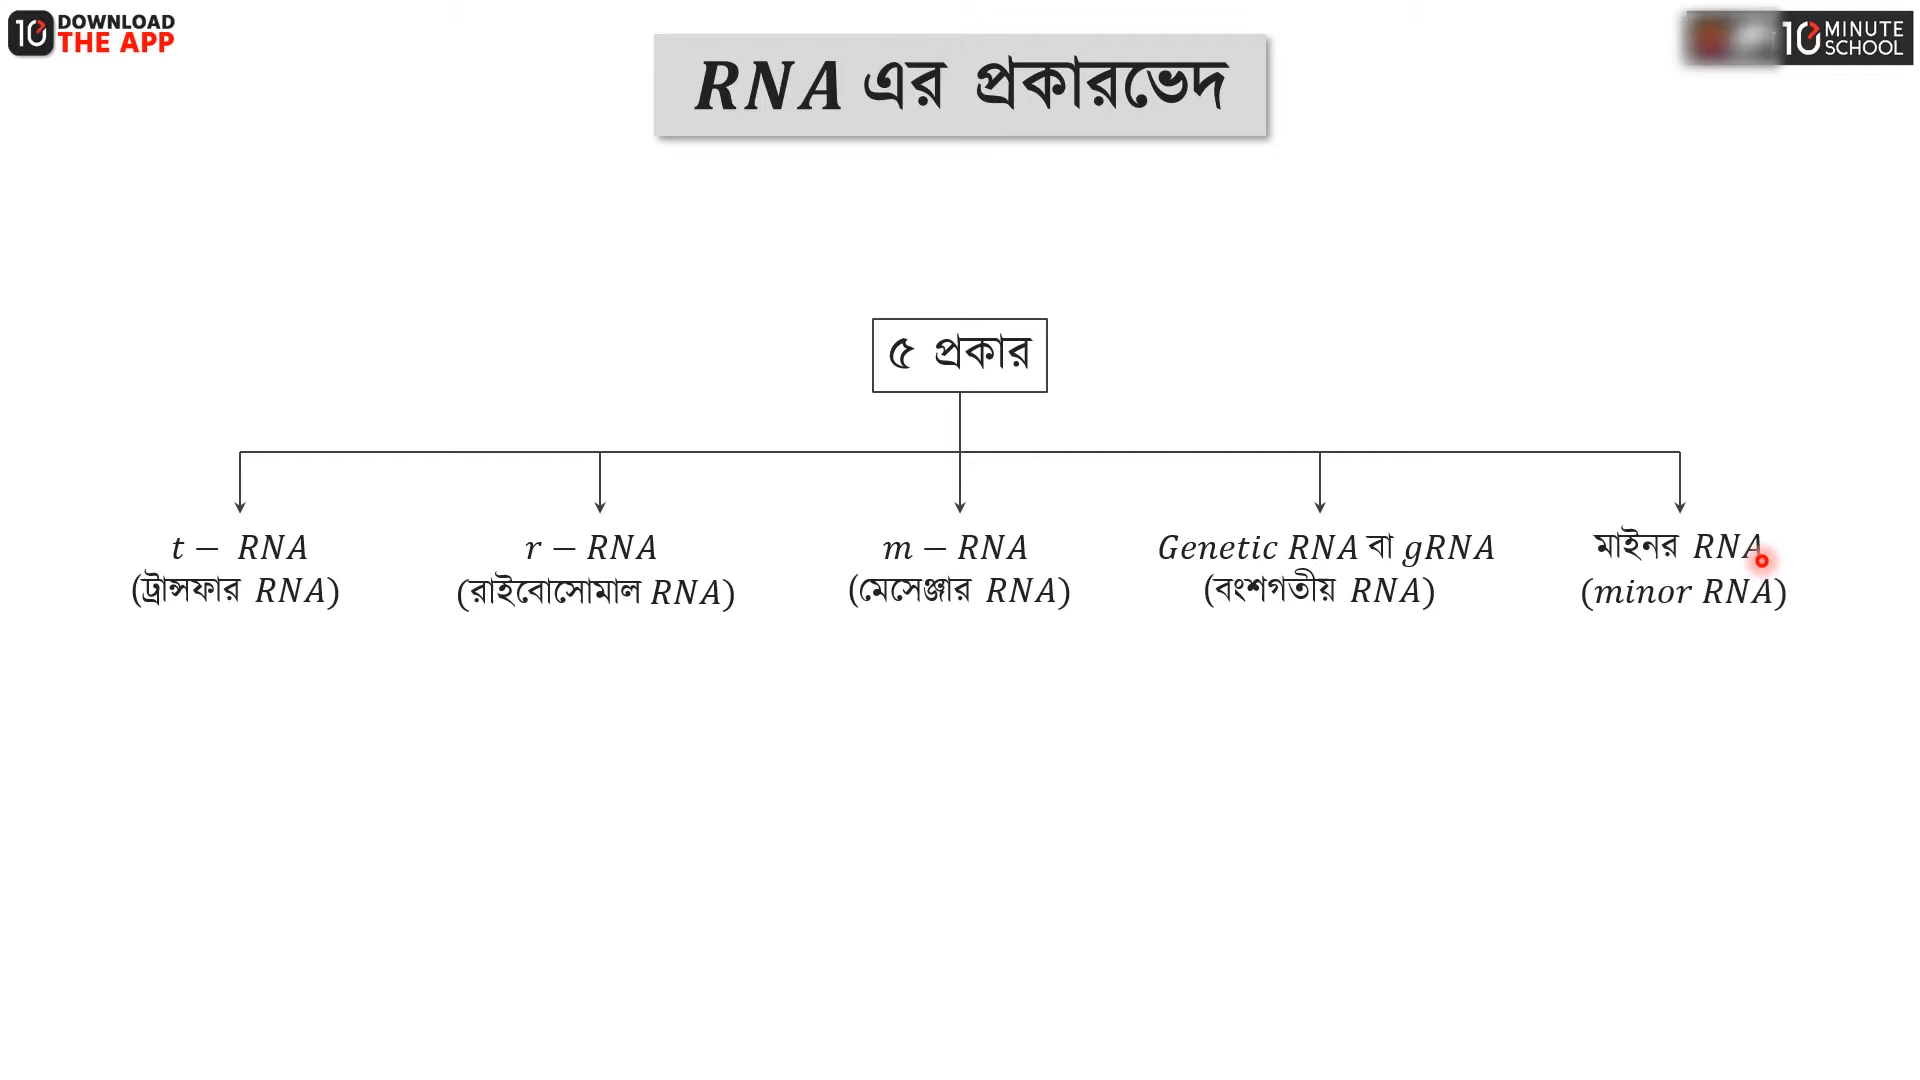 DOWNLOAD
THE APP
10 MINUTE
SCHOOL
RNA এর প্রকারভেদ
৫ প্রকার
t − RNA
(ট্রান্সফার RNA)
r − RNA
(রাইবোসোমাল RNA)
m − RNA
(মেসেঞ্জার RNA)
Genetic RNA বা gRNA
(বংশগতীয় RNA)
মাইনর RNA
(minor RNA)